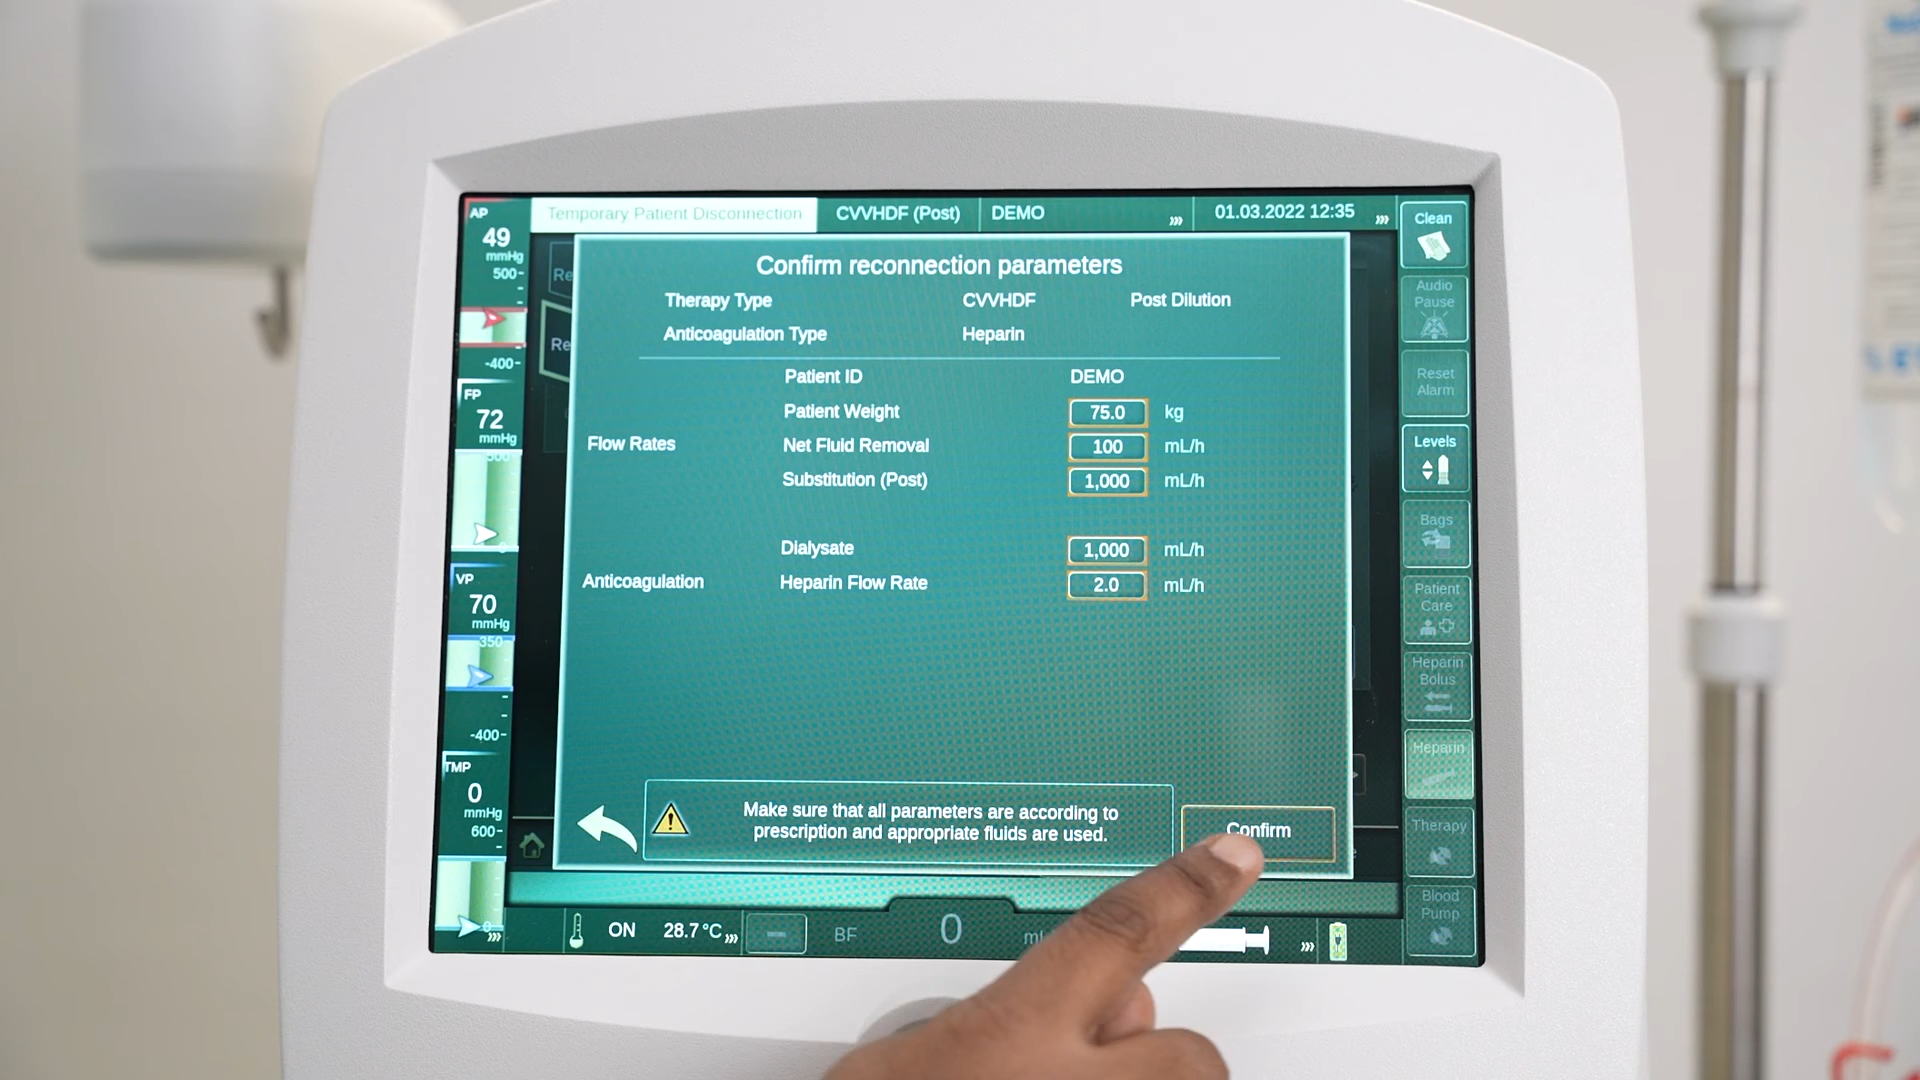 Temporary Patient Disconnection CVVHDF (Post) DEMO 01.03.2022 12:35
AP
49
mmHg
500
-400
FP
72
mmHg
500
0
VP
70
mmHg
350
-400
TMP
0
mmHg
600
0
Re
Re
Confirm reconnection parameters
Therapy Type CVVHDF Post Dilution
Anticoagulation Type Heparin
Patient ID DEMO
Patient Weight 75.0 kg
Flow Rates Net Fluid Removal 100 mL/h
Substitution (Post) 1,000 mL/h
Dialysate 1,000 mL/h
Anticoagulation Heparin Flow Rate 2.0 mL/h
Make sure that all parameters are according to
prescription and appropriate fluids are used.
Confirm
ON 28.7 °C BF 0
Clean
Audio
Pause
Reset
Alarm
Levels
Bags
Patient
Care
Heparin
Bolus
Heparin
Therapy
Blood
Pump